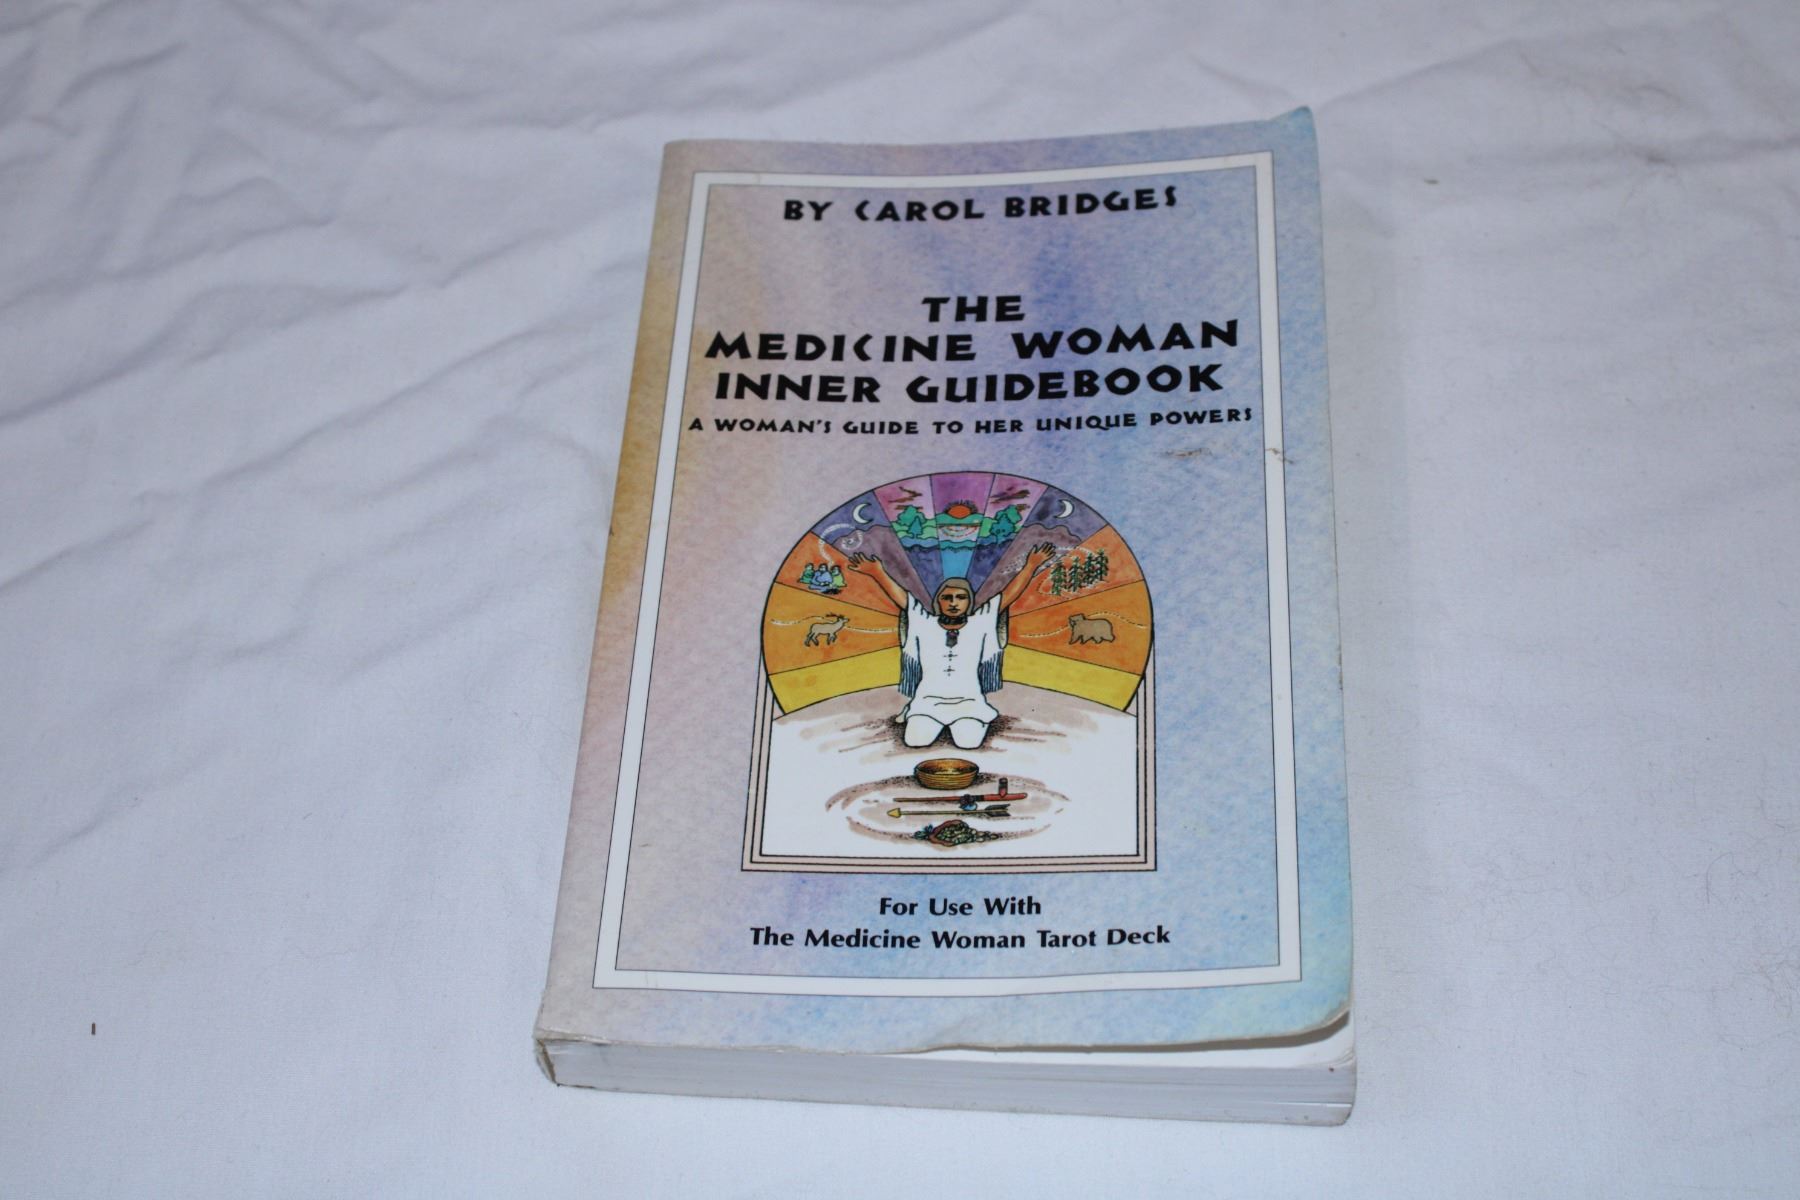 BY CAROL BRIDGES
THE
MEDICINE WOMAN
INNER GUIDEBOOK
A WOMAN'S GUIDE TO HER UNIQUE POWERS
For Use With
The Medicine Woman Tarot Deck